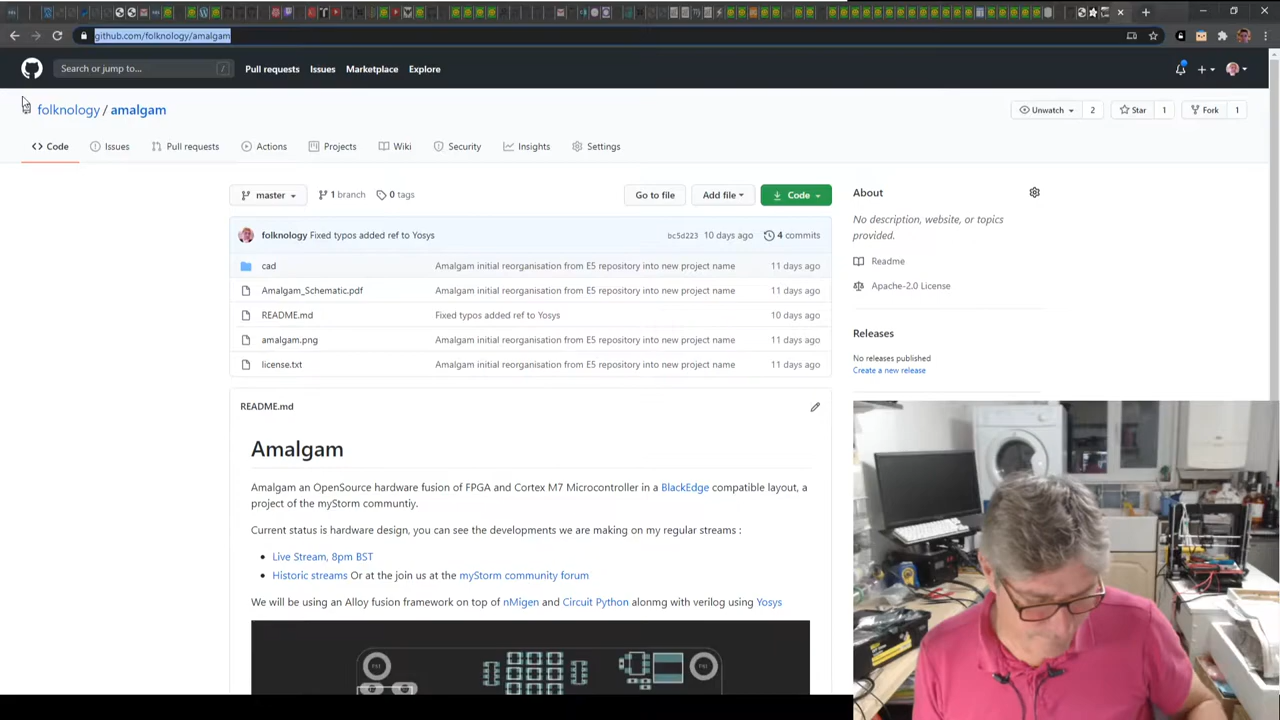 github.com/folknology/amalgam
Search or jump to... /
Pull requests Issues Marketplace Explore
folknology / amalgam
Unwatch 2 Star 1 Fork 1
Code Issues Pull requests Actions Projects Wiki Security Insights Settings
master 1 branch 0 tags Go to file Add file Code
folknology Fixed typos added ref to Yosys bc5d223 10 days ago 4 commits
cad Amalgam initial reorganisation from E5 repository into new project name 11 days ago
Amalgam_Schematic.pdf Amalgam initial reorganisation from E5 repository into new project name 11 days ago
README.md Fixed typos added ref to Yosys 10 days ago
amalgam.png Amalgam initial reorganisation from E5 repository into new project name 11 days ago
license.txt Amalgam initial reorganisation from E5 repository into new project name 11 days ago
About
No description, website, or topics
provided.
Readme
Apache-2.0 License
Releases
No releases published
Create a new release
README.md
Amalgam
Amalgam an OpenSource hardware fusion of FPGA and Cortex M7 Microcontroller in a BlackEdge compatible layout, a
project of the myStorm communtiy.
Current status is hardware design, you can see the developments we are making on my regular streams :
Live Stream, 8pm BST
Historic streams Or at the join us at the myStorm community forum
We will be using an Alloy fusion framework on top of nMigen and Circuit Python alonmg with verilog using Yosys